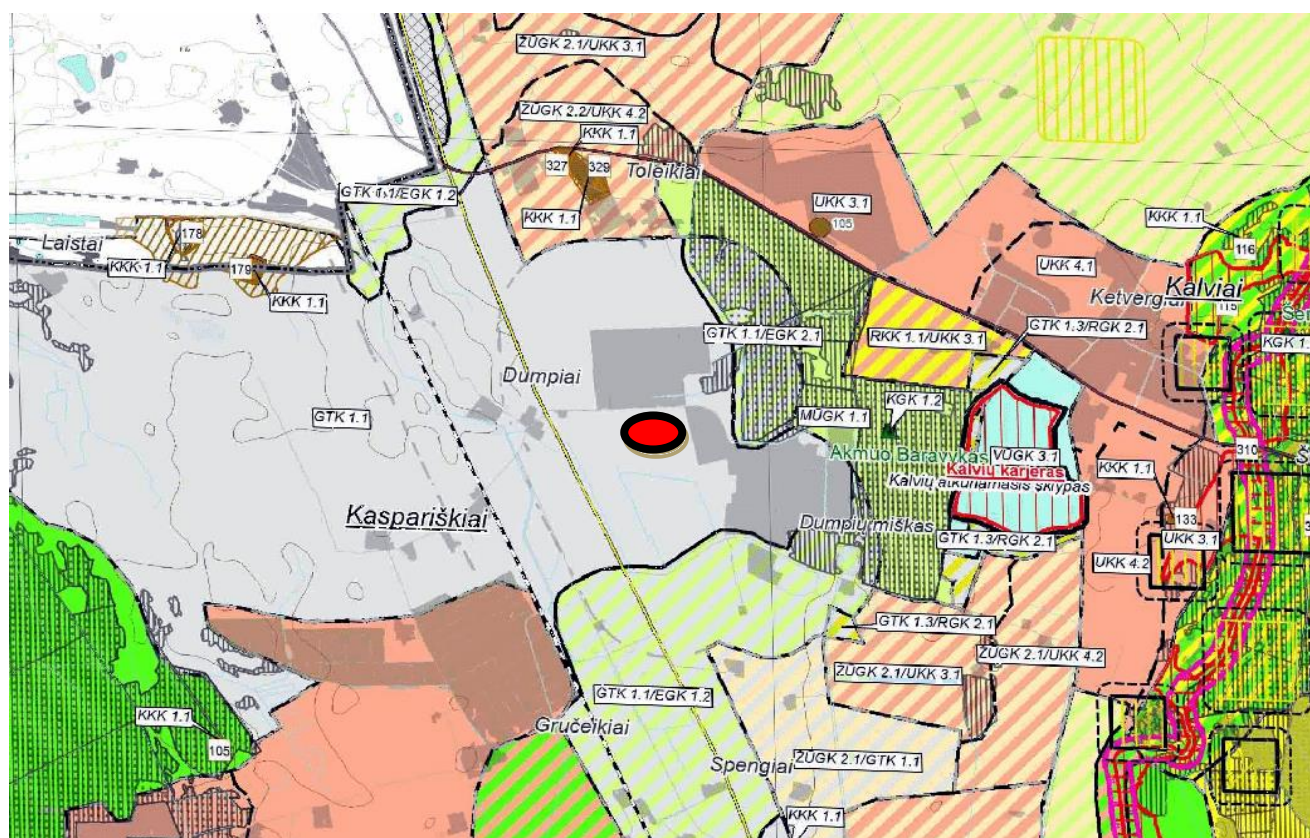 ŽŪGK 2.1/UKK 3.1
ŽŪGK 2.2/UKK 4.2
KKK 1.1
327
329
Toleikiai
GTK 1.1/EGK 1.2
KKK 1.1
UKK 3.1
105
KKK 1.1
116
Laistai
178
KKK 1.1
179
KKK 1.1
UKK 4.1
Kalviai
115
GTK 1.3/RGK 2.1
GTK 1.1/EGK 2.1
RKK 1.1/UKK 3.1
Dumpiai
GTK 1.1
MŪGK 1.1
KGK 1.2
Akmuo Baravykas
VŪGK 3.1
Kalvių karjeras
KKK 1.1
310
Kaspariškiai
Dumpių miškas
133
GTK 1.3/RGK 2.1
UKK 3.1
UKK 4.2
GTK 1.3/RGK 2.1
ŽŪGK 2.1/UKK 4.2
ŽŪGK 2.1/UKK 3.1
GTK 1.1/EGK 1.2
KKK 1.1
105
Gručeikiai
Spengiai
ŽŪGK 2.1/GTK 1.1
KKK 1.1